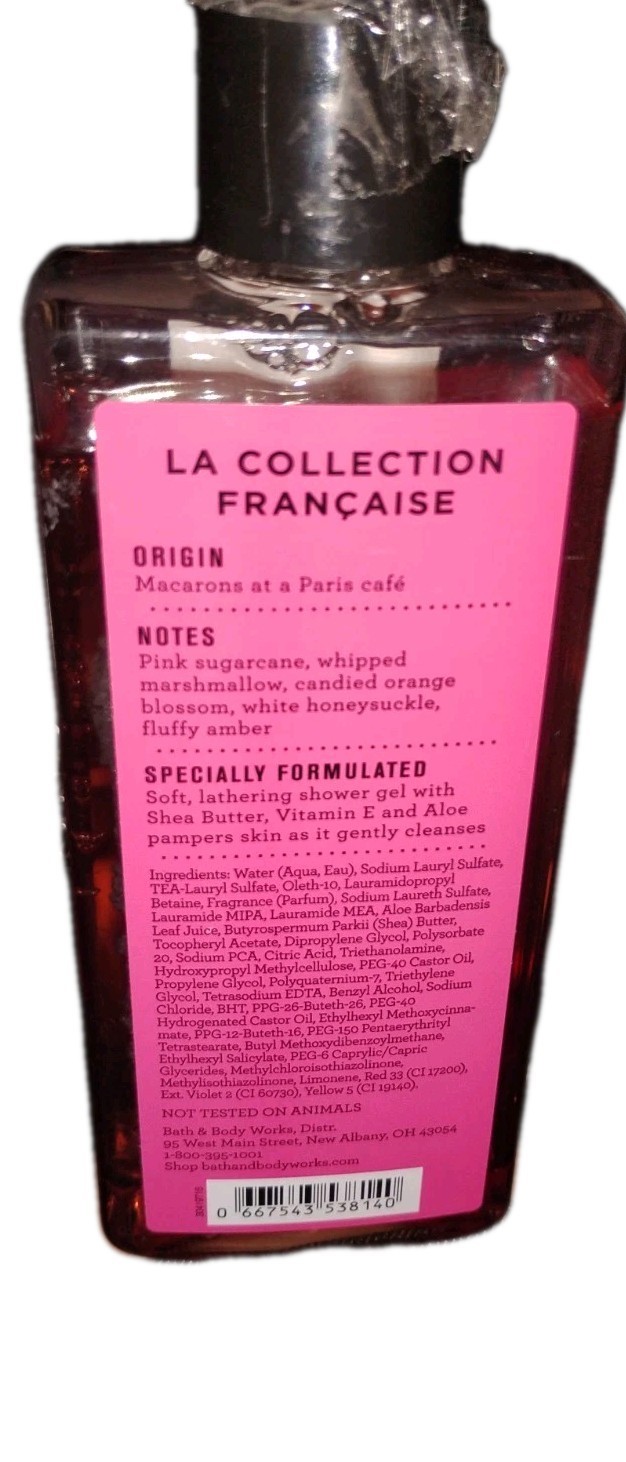 LA COLLECTION
FRANÇAISE
ORIGIN
Macarons at a Paris café
NOTES
Pink sugarcane, whipped
marshmallow, candied orange
blossom, white honeysuckle,
fluffy amber
SPECIALLY FORMULATED
Soft, lathering shower gel with
Shea Butter, Vitamin E and Aloe
pampers skin as it gently cleanses
Ingredients: Water (Aqua, Eau), Sodium Lauryl Sulfate,
TEA-Lauryl Sulfate, Oleth-10, Lauramidopropyl
Betaine, Fragrance (Parfum), Sodium Laureth Sulfate,
Lauramide MIPA, Lauramide MEA, Aloe Barbadensis
Leaf Juice, Butyrospermum Parkii (Shea) Butter,
Tocopheryl Acetate, Dipropylene Glycol, Polysorbate
20, Sodium PCA, Citric Acid, Triethanolamine,
Hydroxypropyl Methylcellulose, PEG-40 Castor Oil,
Propylene Glycol, Polyquaternium-7, Triethylene
Glycol, Tetrasodium EDTA, Benzyl Alcohol, Sodium
Chloride, BHT, PPG-26-Buteth-26, PEG-40
Hydrogenated Castor Oil, Ethylhexyl Methoxycinna-
mate, PPG-12-Buteth-16, PEG-150 Pentaerythrityl
Tetrastearate, Butyl Methoxydibenzoylmethane,
Ethylhexyl Salicylate, PEG-6 Caprylic/Capric
Glycerides, Methylchloroisothiazolinone,
Methylisothiazolinone, Limonene, Red 33 (CI 17200),
Ext. Violet 2 (CI 60730), Yellow 5 (CI 19140).
NOT TESTED ON ANIMALS
Bath & Body Works, Distr.
95 West Main Street, New Albany, OH 43054
1-800-395-1001
Shop bathandbodyworks.com
0 667543 538140